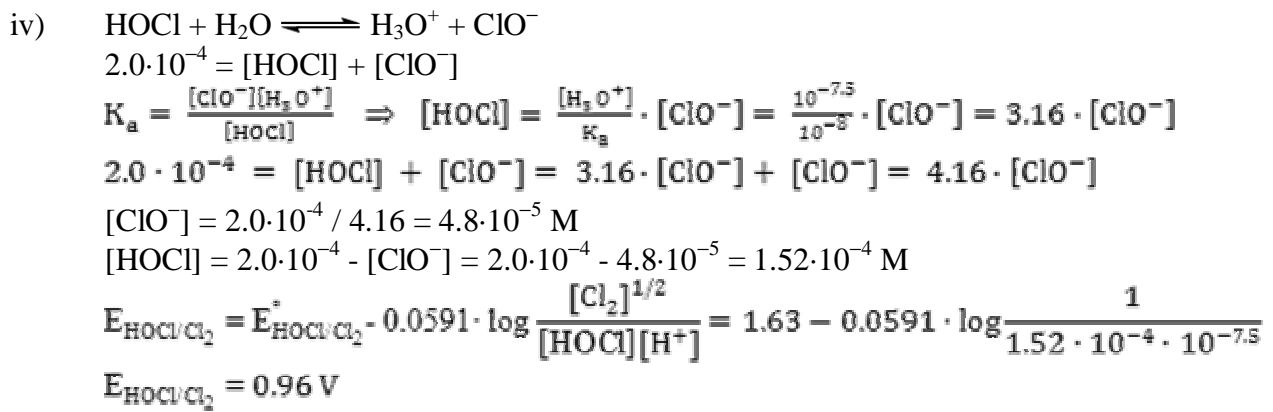 iv) HOCl + H₂O ⇌ H₃O⁺ + ClO⁻
2.0·10⁻⁴ = [HOCl] + [ClO⁻]
Kₐ = [ClO⁻][H₃O⁺] / [HOCl] ⇒ [HOCl] = [H₃O⁺] / Kₐ · [ClO⁻] = 10⁻⁷·⁵ / 10⁻⁸ · [ClO⁻] = 3.16 · [ClO⁻]
2.0 · 10⁻⁴ = [HOCl] + [ClO⁻] = 3.16 · [ClO⁻] + [ClO⁻] = 4.16 · [ClO⁻]
[ClO⁻] = 2.0·10⁻⁴ / 4.16 = 4.8·10⁻⁵ M
[HOCl] = 2.0·10⁻⁴ - [ClO⁻] = 2.0·10⁻⁴ - 4.8·10⁻⁵ = 1.52·10⁻⁴ M
E_HOCl/Cl₂ = E°_HOCl/Cl₂ - 0.0591 · log [Cl₂]^1/2 / [HOCl][H⁺] = 1.63 − 0.0591 · log 1 / 1.52 · 10⁻⁴ · 10⁻⁷·⁵
E_HOCl/Cl₂ = 0.96 V